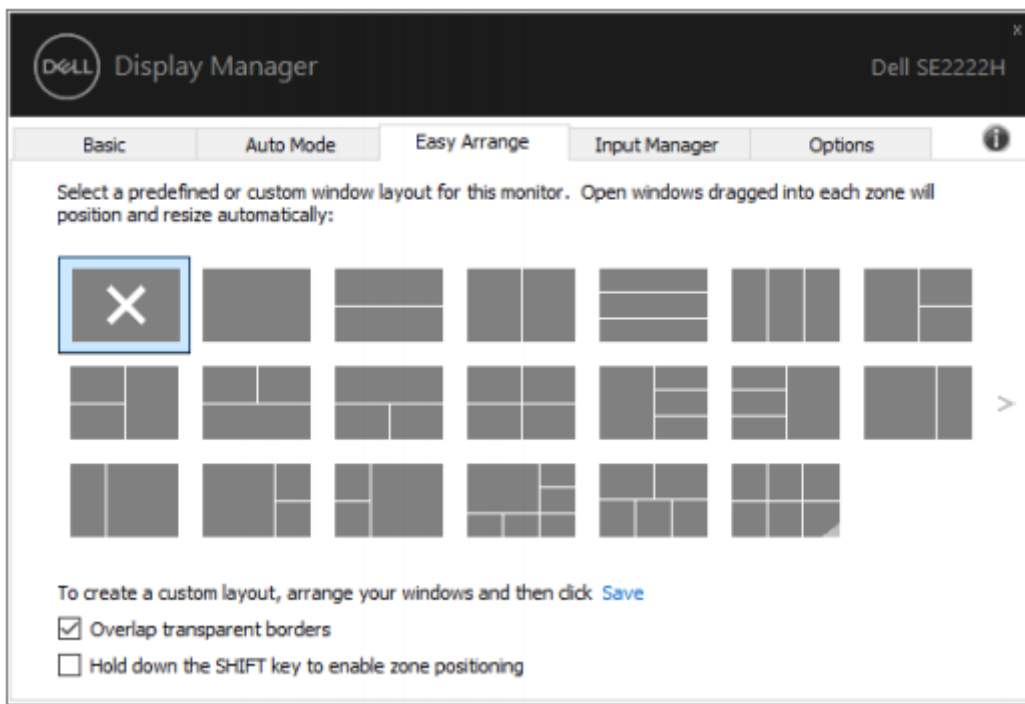 x
DELL Display Manager Dell SE2222H
Basic Auto Mode Easy Arrange Input Manager Options i
Select a predefined or custom window layout for this monitor. Open windows dragged into each zone will
position and resize automatically:
>
To create a custom layout, arrange your windows and then click Save
Overlap transparent borders
Hold down the SHIFT key to enable zone positioning